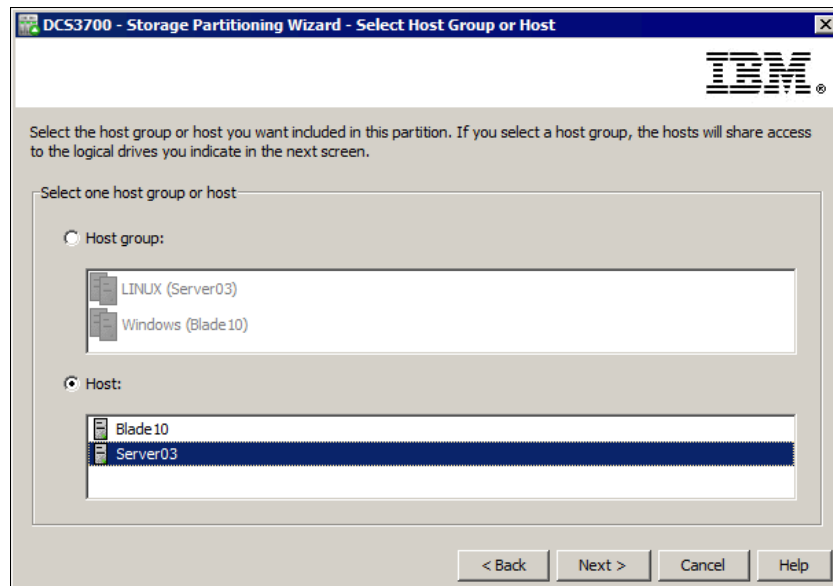 DCS3700 - Storage Partitioning Wizard - Select Host Group or Host
IBM®
Select the host group or host you want included in this partition. If you select a host group, the hosts will share access
to the logical drives you indicate in the next screen.
Select one host group or host
Host group:
LINUX (Server03)
Windows (Blade10)
Host:
Blade10
Server03
< Back
Next >
Cancel
Help